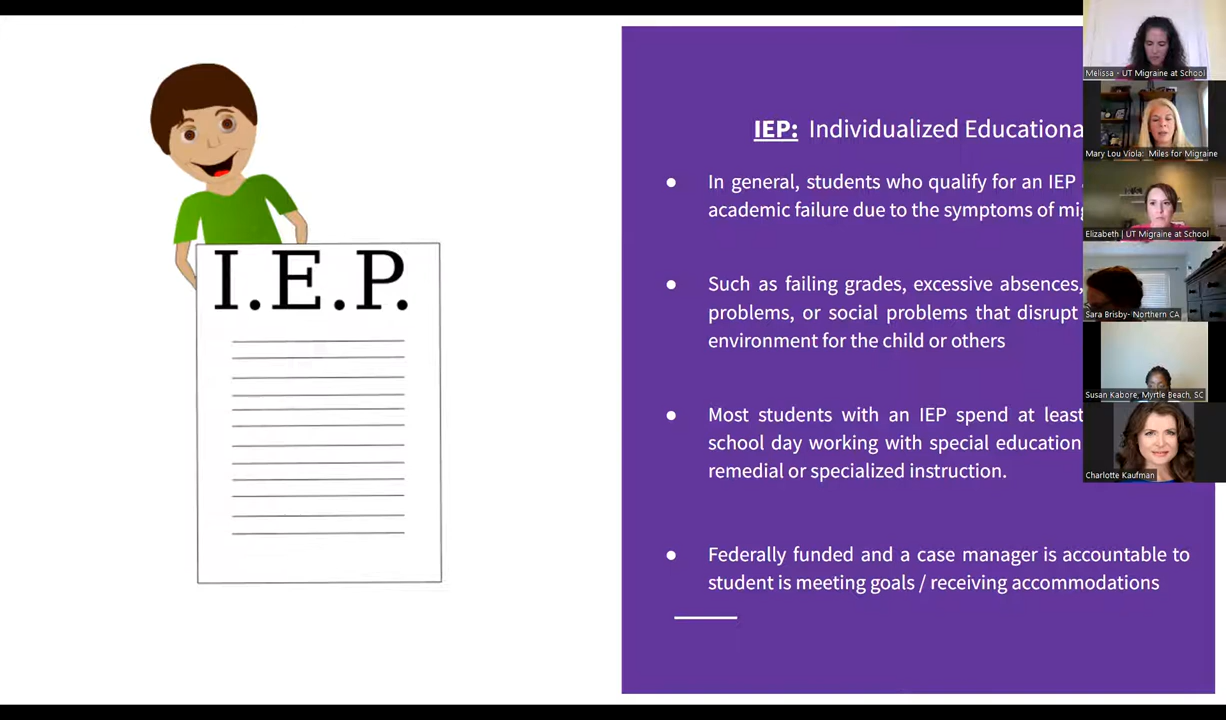 I.E.P.
IEP: Individualized Educationa
In general, students who qualify for an IEP
academic failure due to the symptoms of
Such as failing grades, excessive absences,
problems, or social problems that disrupt
environment for the child or others
Most students with an IEP spend at least
school day working with special education
remedial or specialized instruction.
Federally funded and a case manager is accountable to
student is meeting goals / receiving accommodations
Melissa - UT Migraine at School
Mary Lou Viola: Miles for Migraine
Elizabeth | UT Migraine at School
Sara Brisby- Northern CA
Susan Kabore, Myrtle Beach, SC
Charlotte Kaufman